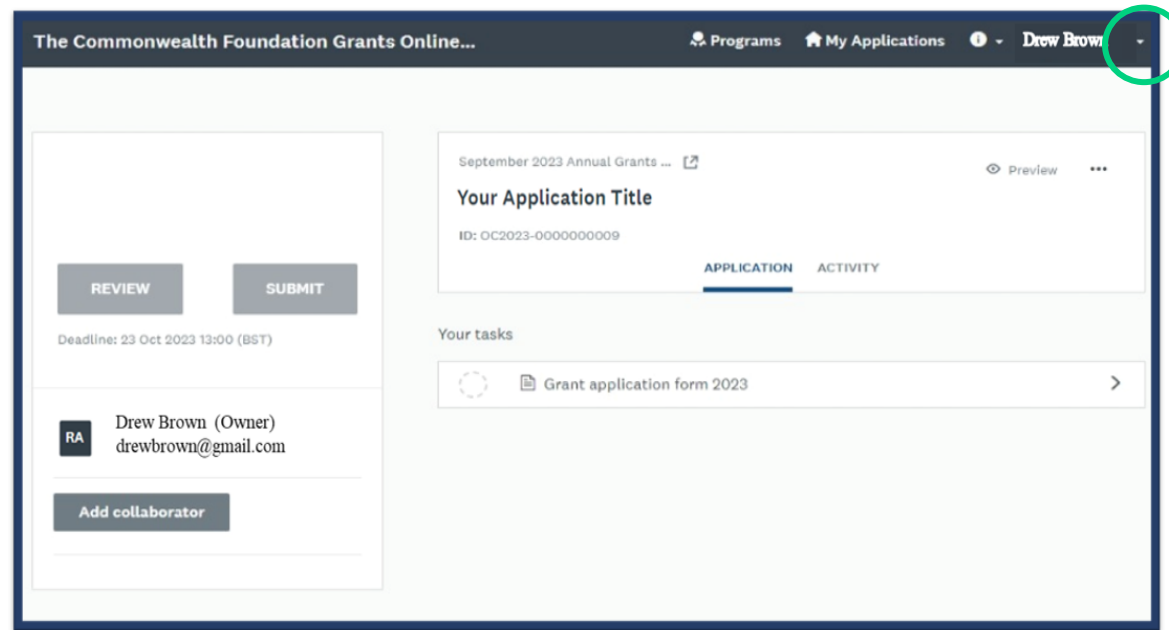 The Commonwealth Foundation Grants Online... Programs My Applications Drew Brown
September 2023 Annual Grants ...
Preview
Your Application Title
ID: OC2023-0000000009
APPLICATION ACTIVITY
REVIEW SUBMIT
Deadline: 23 Oct 2023 13:00 (BST)
Your tasks
Grant application form 2023
RA
Drew Brown (Owner)
drewbrown@gmail.com
Add collaborator